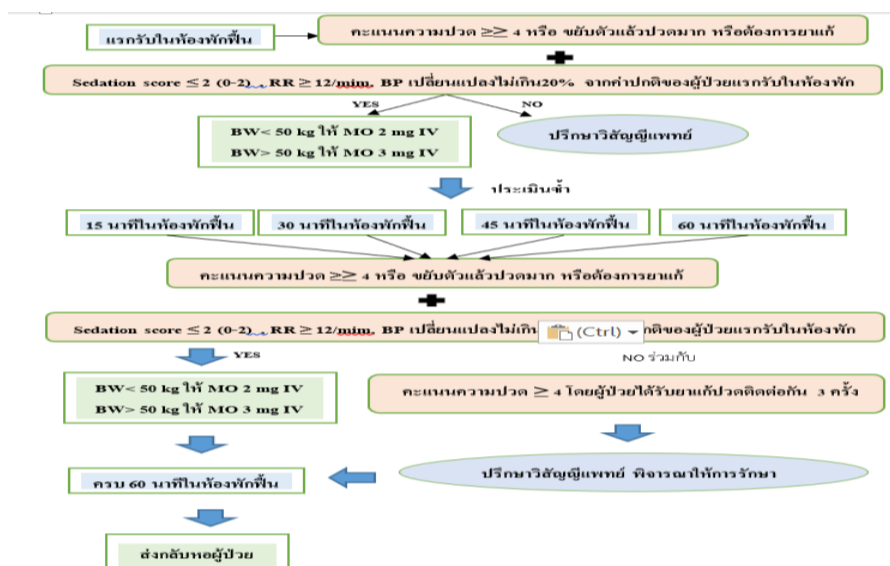 แรกรับในห้องพักฟื้น
คะแนนความปวด ≥≥ 4 หรือ ขยับตัวแล้วปวดมาก หรือต้องการยาแก้
Sedation score ≤ 2 (0-2) , RR ≥ 12/mim, BP เปลี่ยนแปลงไม่เกิน20% จากค่าปกติของผู้ป่วยแรกรับในห้องพัก
YES
NO
BW< 50 kg ให้ MO 2 mg IV
BW> 50 kg ให้ MO 3 mg IV
ปรึกษาวิสัญญีแพทย์
ประเมินซ้ำ
15 นาทีในห้องพักฟื้น
30 นาทีในห้องพักฟื้น
45 นาทีในห้องพักฟื้น
60 นาทีในห้องพักฟื้น
คะแนนความปวด ≥≥ 4 หรือ ขยับตัวแล้วปวดมาก หรือต้องการยาแก้
Sedation score ≤ 2 (0-2) , RR ≥ 12/mim, BP เปลี่ยนแปลงไม่เกิน (Ctrl) กติของผู้ป่วยแรกรับในห้องพัก
YES
NO ร่วมกับ
BW< 50 kg ให้ MO 2 mg IV
BW> 50 kg ให้ MO 3 mg IV
คะแนนความปวด ≥ 4 โดยผู้ป่วยได้รับยาแก้ปวดติดต่อกัน 3 ครั้ง
ปรึกษาวิสัญญีแพทย์ พิจารณาให้การรักษา
ครบ 60 นาทีในห้องพักฟื้น
ส่งกลับหอผู้ป่วย